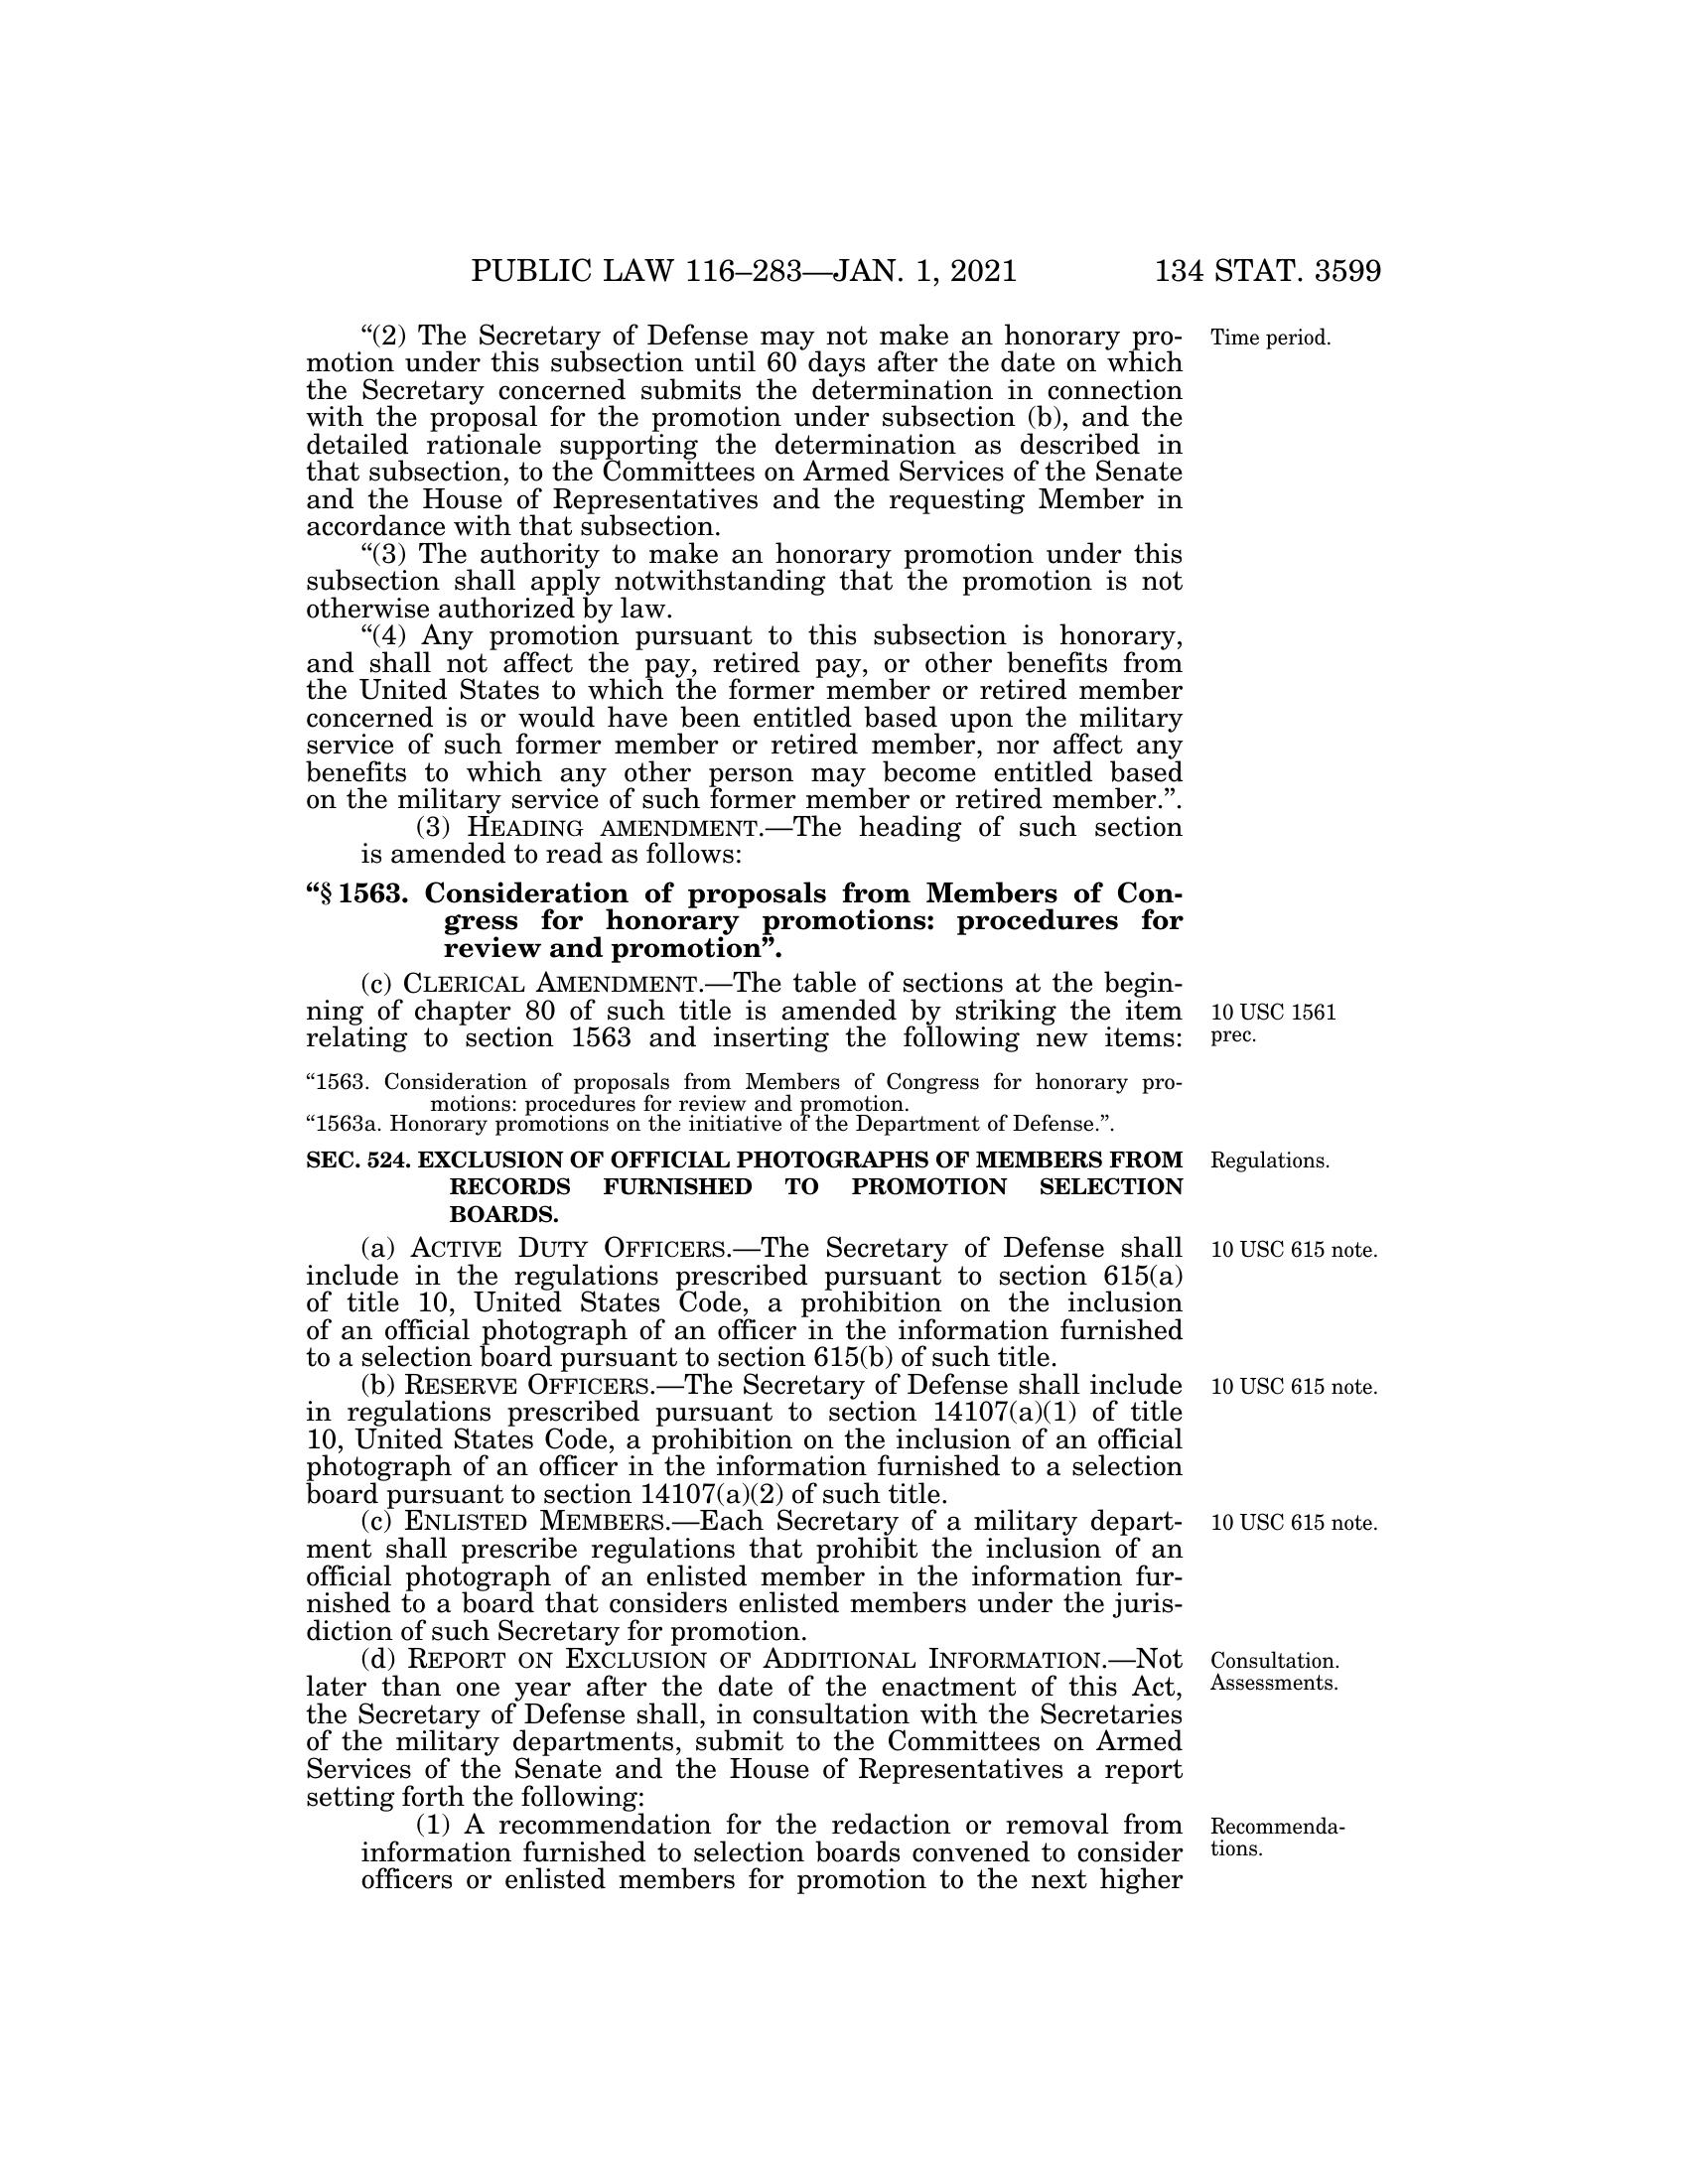 PUBLIC LAW 116–283—JAN. 1, 2021 134 STAT. 3599
“(2) The Secretary of Defense may not make an honorary pro-
Time period.
motion under this subsection until 60 days after the date on which
the Secretary concerned submits the determination in connection
with the proposal for the promotion under subsection (b), and the
detailed rationale supporting the determination as described in
that subsection, to the Committees on Armed Services of the Senate
and the House of Representatives and the requesting Member in
accordance with that subsection.
“(3) The authority to make an honorary promotion under this
subsection shall apply notwithstanding that the promotion is not
otherwise authorized by law.
“(4) Any promotion pursuant to this subsection is honorary,
and shall not affect the pay, retired pay, or other benefits from
the United States to which the former member or retired member
concerned is or would have been entitled based upon the military
service of such former member or retired member, nor affect any
benefits to which any other person may become entitled based
on the military service of such former member or retired member.”.
(3) HEADING AMENDMENT.—The heading of such section
is amended to read as follows:
“§ 1563. Consideration of proposals from Members of Con-
gress for honorary promotions: procedures for
review and promotion”.
(c) CLERICAL AMENDMENT.—The table of sections at the begin-
ning of chapter 80 of such title is amended by striking the item
relating to section 1563 and inserting the following new items:
10 USC 1561
prec.
“1563. Consideration of proposals from Members of Congress for honorary pro-
motions: procedures for review and promotion.
“1563a. Honorary promotions on the initiative of the Department of Defense.”.
SEC. 524. EXCLUSION OF OFFICIAL PHOTOGRAPHS OF MEMBERS FROM
RECORDS FURNISHED TO PROMOTION SELECTION
BOARDS.
Regulations.
(a) ACTIVE DUTY OFFICERS.—The Secretary of Defense shall
include in the regulations prescribed pursuant to section 615(a)
of title 10, United States Code, a prohibition on the inclusion
of an official photograph of an officer in the information furnished
to a selection board pursuant to section 615(b) of such title.
10 USC 615 note.
(b) RESERVE OFFICERS.—The Secretary of Defense shall include
in regulations prescribed pursuant to section 14107(a)(1) of title
10, United States Code, a prohibition on the inclusion of an official
photograph of an officer in the information furnished to a selection
board pursuant to section 14107(a)(2) of such title.
10 USC 615 note.
(c) ENLISTED MEMBERS.—Each Secretary of a military depart-
ment shall prescribe regulations that prohibit the inclusion of an
official photograph of an enlisted member in the information fur-
nished to a board that considers enlisted members under the juris-
diction of such Secretary for promotion.
10 USC 615 note.
(d) REPORT ON EXCLUSION OF ADDITIONAL INFORMATION.—Not
later than one year after the date of the enactment of this Act,
the Secretary of Defense shall, in consultation with the Secretaries
of the military departments, submit to the Committees on Armed
Services of the Senate and the House of Representatives a report
setting forth the following:
Consultation.
Assessments.
(1) A recommendation for the redaction or removal from
information furnished to selection boards convened to consider
officers or enlisted members for promotion to the next higher
Recommenda-
tions.